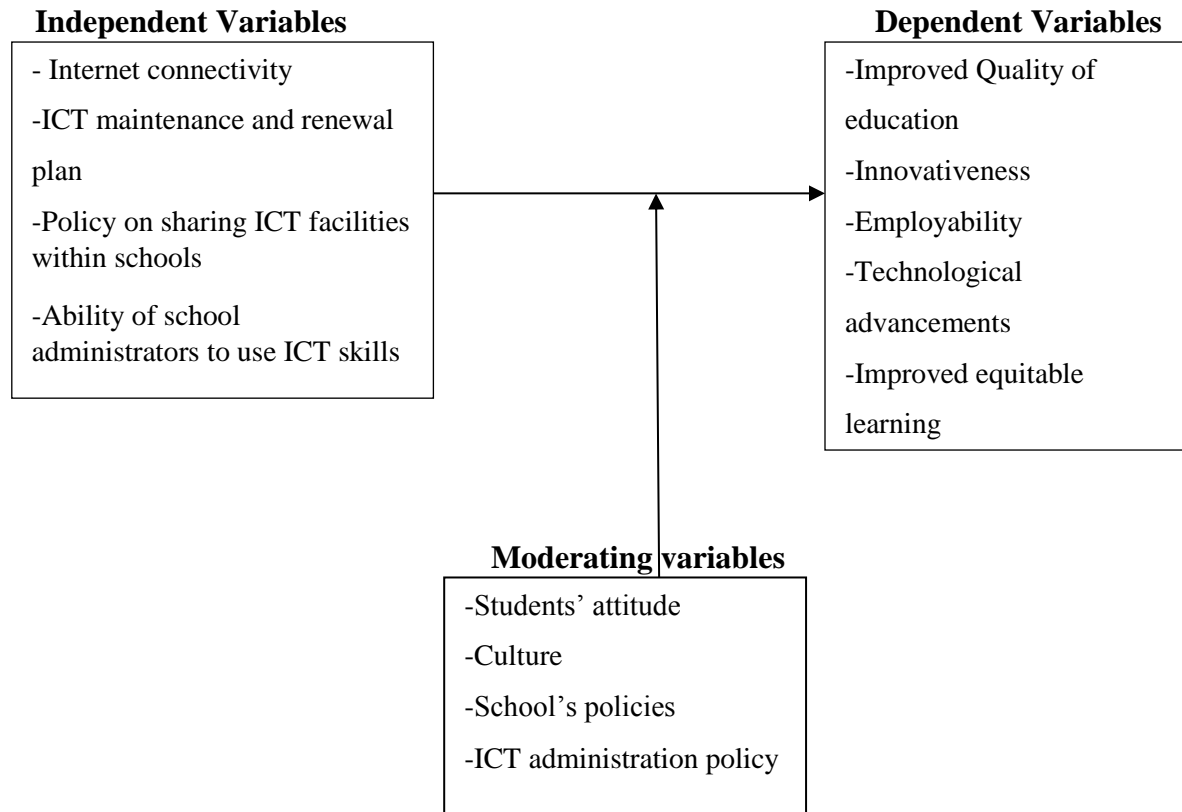 Independent Variables
- Internet connectivity
-ICT maintenance and renewal
plan
-Policy on sharing ICT facilities
within schools
-Ability of school
administrators to use ICT skills
Dependent Variables
-Improved Quality of
education
-Innovativeness
-Employability
-Technological
advancements
-Improved equitable
learning
Moderating variables
-Students’ attitude
-Culture
-School’s policies
-ICT administration policy